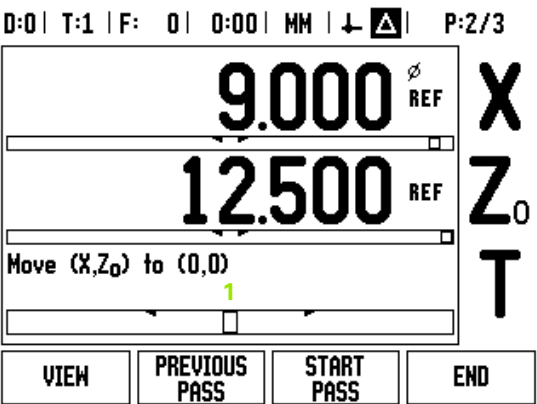 D:0 | T:1 | F: 0 | 0:00 | MM | Δ | P:2/3
9.000 Ø REF X
12.500 REF Z0
Move (X,Z0) to (0,0)
T
1
VIEW PREVIOUS PASS START PASS END